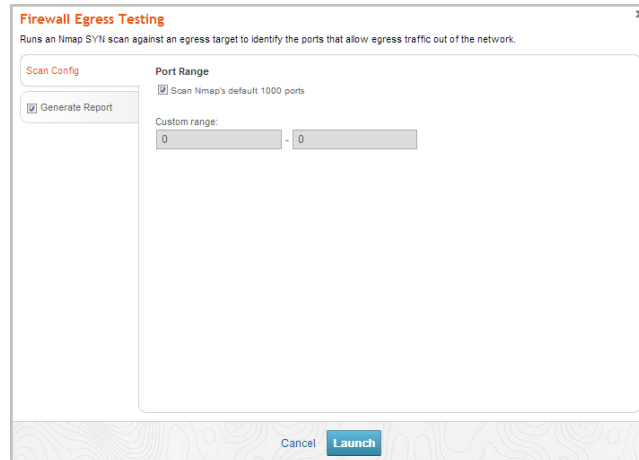 Firewall Egress Testing
Runs an Nmap SYN scan against an egress target to identify the ports that allow egress traffic out of the network.
Scan Config
Generate Report
Port Range
Scan Nmap's default 1000 ports
Custom range:
0 - 0
Cancel Launch